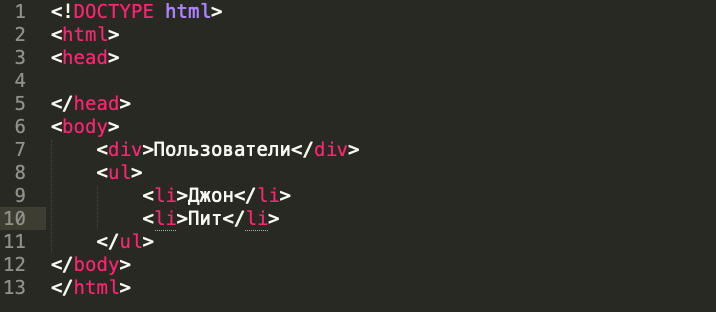 1 <!DOCTYPE html>
2 <html>
3 <head>
4
5 </head>
6 <body>
7     <div>Пользователи</div>
8     <ul>
9         <li>Джон</li>
10         <li>Пит</li>
11     </ul>
12 </body>
13 </html>